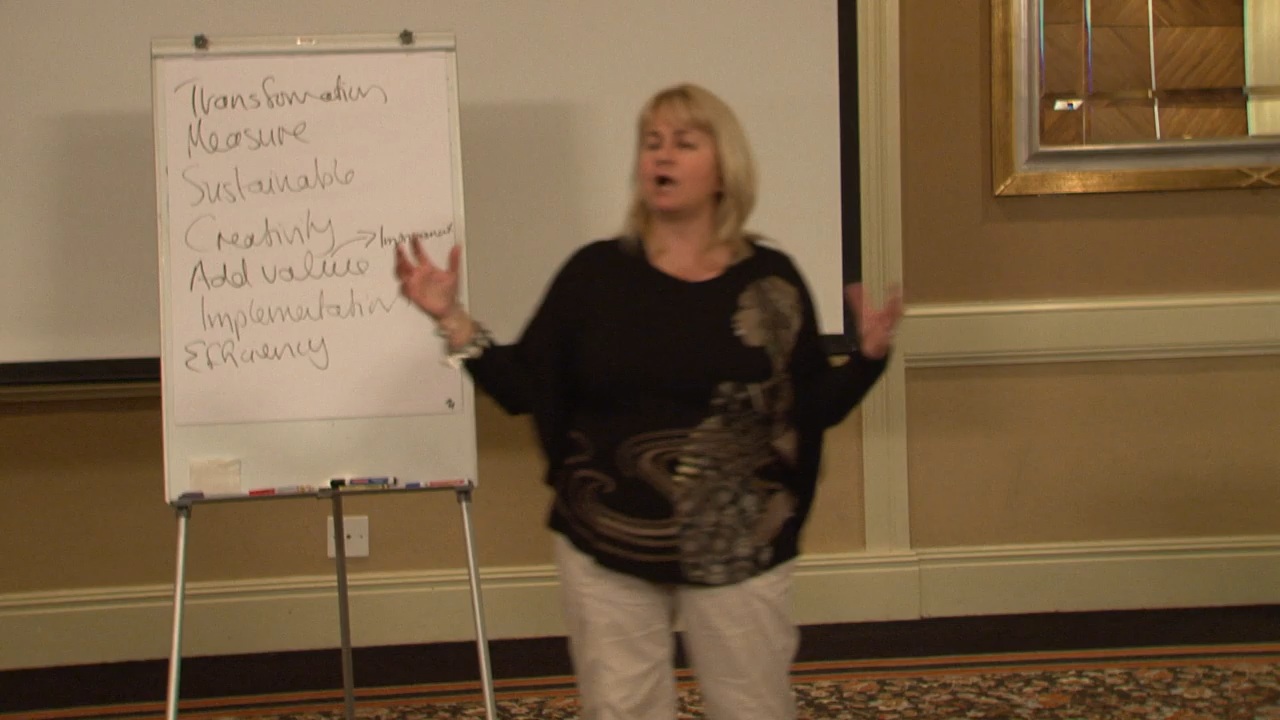 Transformation
Measure
Sustainable
Creativity
Add value
Implementation
Efficiency